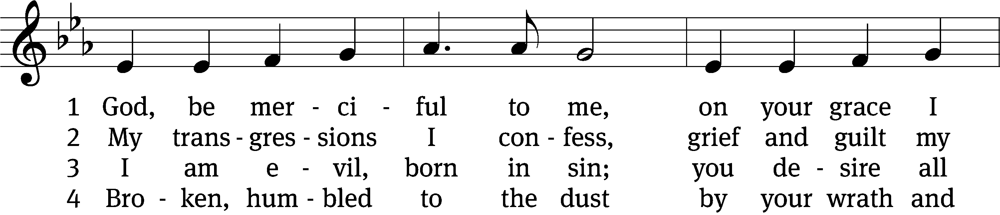 1 God, be mer - ci - ful to me, on your grace I
2 My trans - gres - sions I con - fess, grief and guilt my
3 I am e - vil, born in sin; you de - sire all
4 Bro - ken, hum - bled to the dust by your wrath and